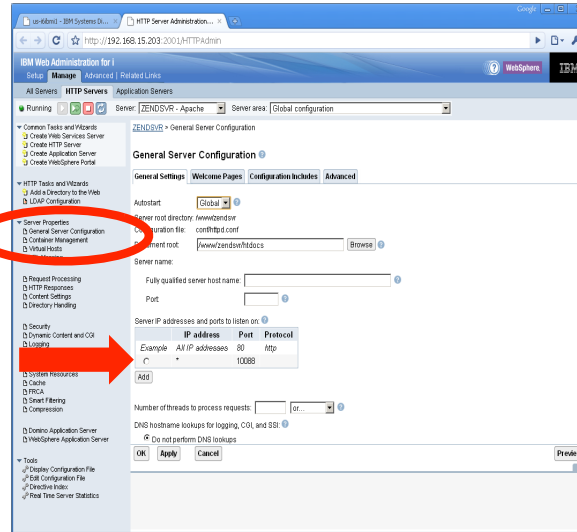 Google
us-i6ibmi1 - IBM Systems Di...
HTTP Server Administration...
http://192.168.15.203:2001/HTTPAdmin
IBM Web Administration for i
Setup Manage Advanced | Related Links
WebSphere
IBM
All Servers HTTP Servers Application Servers
Running Server: ZENDSVR - Apache Server area: Global configuration
Common Tasks and Wizards
Create Web Services Server
Create HTTP Server
Create Application Server
Create WebSphere Portal
HTTP Tasks and Wizards
Add a Directory to the Web
LDAP Configuration
Server Properties
General Server Configuration
Container Management
Virtual Hosts
Request Processing
HTTP Responses
Content Settings
Directory Handling
Security
Dynamic Content and CGI
Logging
System Resources
Cache
FRCA
Smart Filtering
Compression
Domino Application Server
WebSphere Application Server
Tools
Display Configuration File
Edit Configuration File
Directive Index
Real Time Server Statistics
ZENDSVR > General Server Configuration
General Server Configuration
General Settings Welcome Pages Configuration Includes Advanced
Autostart Global
Server root directory: /www/zendsvr
Configuration file: conf/httpd.conf
Document root: /www/zendsvr/htdocs Browse
Server name:
Fully qualified server host name:
Port
Server IP addresses and ports to listen on:
IP address Port Protocol
Example All IP addresses 80 http
* 10088
Add
Number of threads to process requests: or...
DNS hostname lookups for logging, CGI, and SSI:
Do not perform DNS lookups
OK Apply Cancel